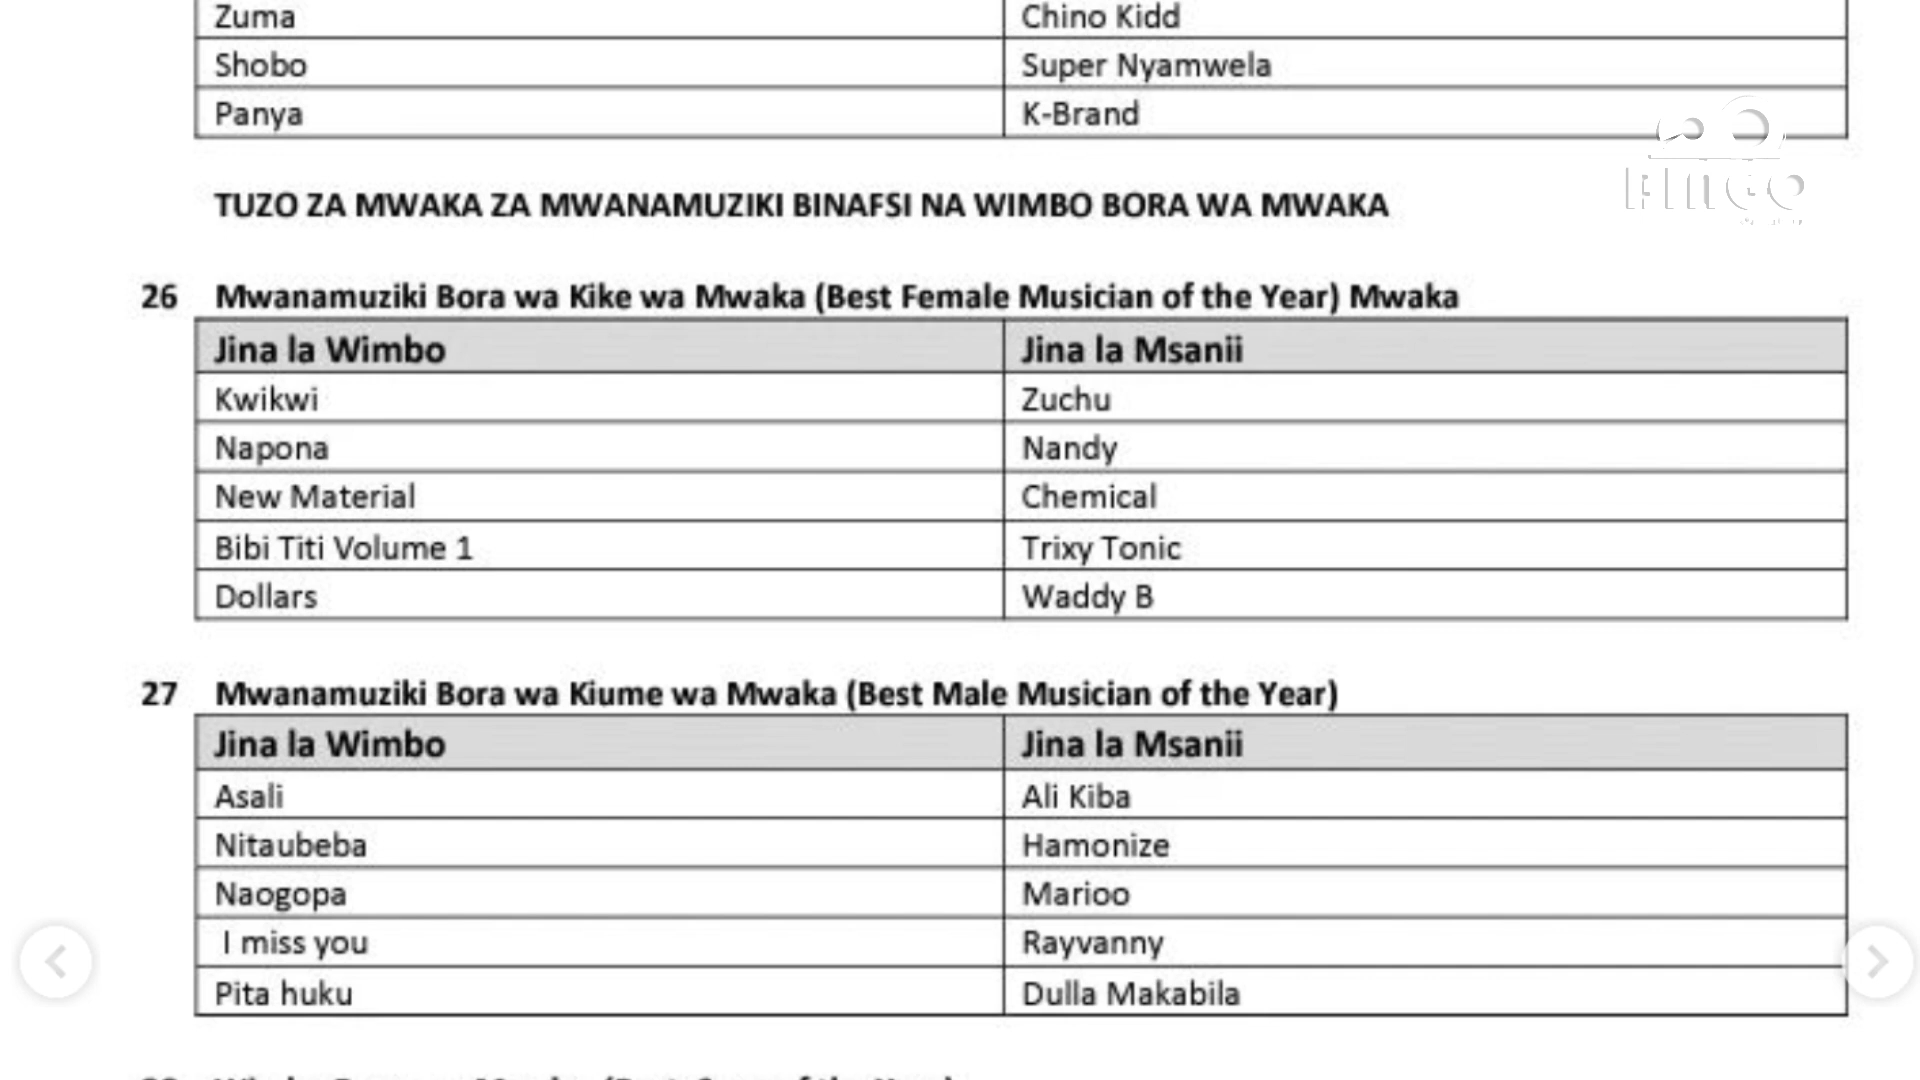 Zuma Chino Kidd
Shobo Super Nyamwela
Panya K-Brand
TUZO ZA MWAKA ZA MWANAMUZIKI BINAFSI NA WIMBO BORA WA MWAKA
26 Mwanamuziki Bora wa Kike wa Mwaka (Best Female Musician of the Year) Mwaka
Jina la Wimbo Jina la Msanii
Kwikwi Zuchu
Napona Nandy
New Material Chemical
Bibi Titi Volume 1 Trixy Tonic
Dollars Waddy B
27 Mwanamuziki Bora wa Kiume wa Mwaka (Best Male Musician of the Year)
Jina la Wimbo Jina la Msanii
Asali Ali Kiba
Nitaubeba Hamonize
Naogopa Marioo
I miss you Rayvanny
Pita huku Dulla Makabila